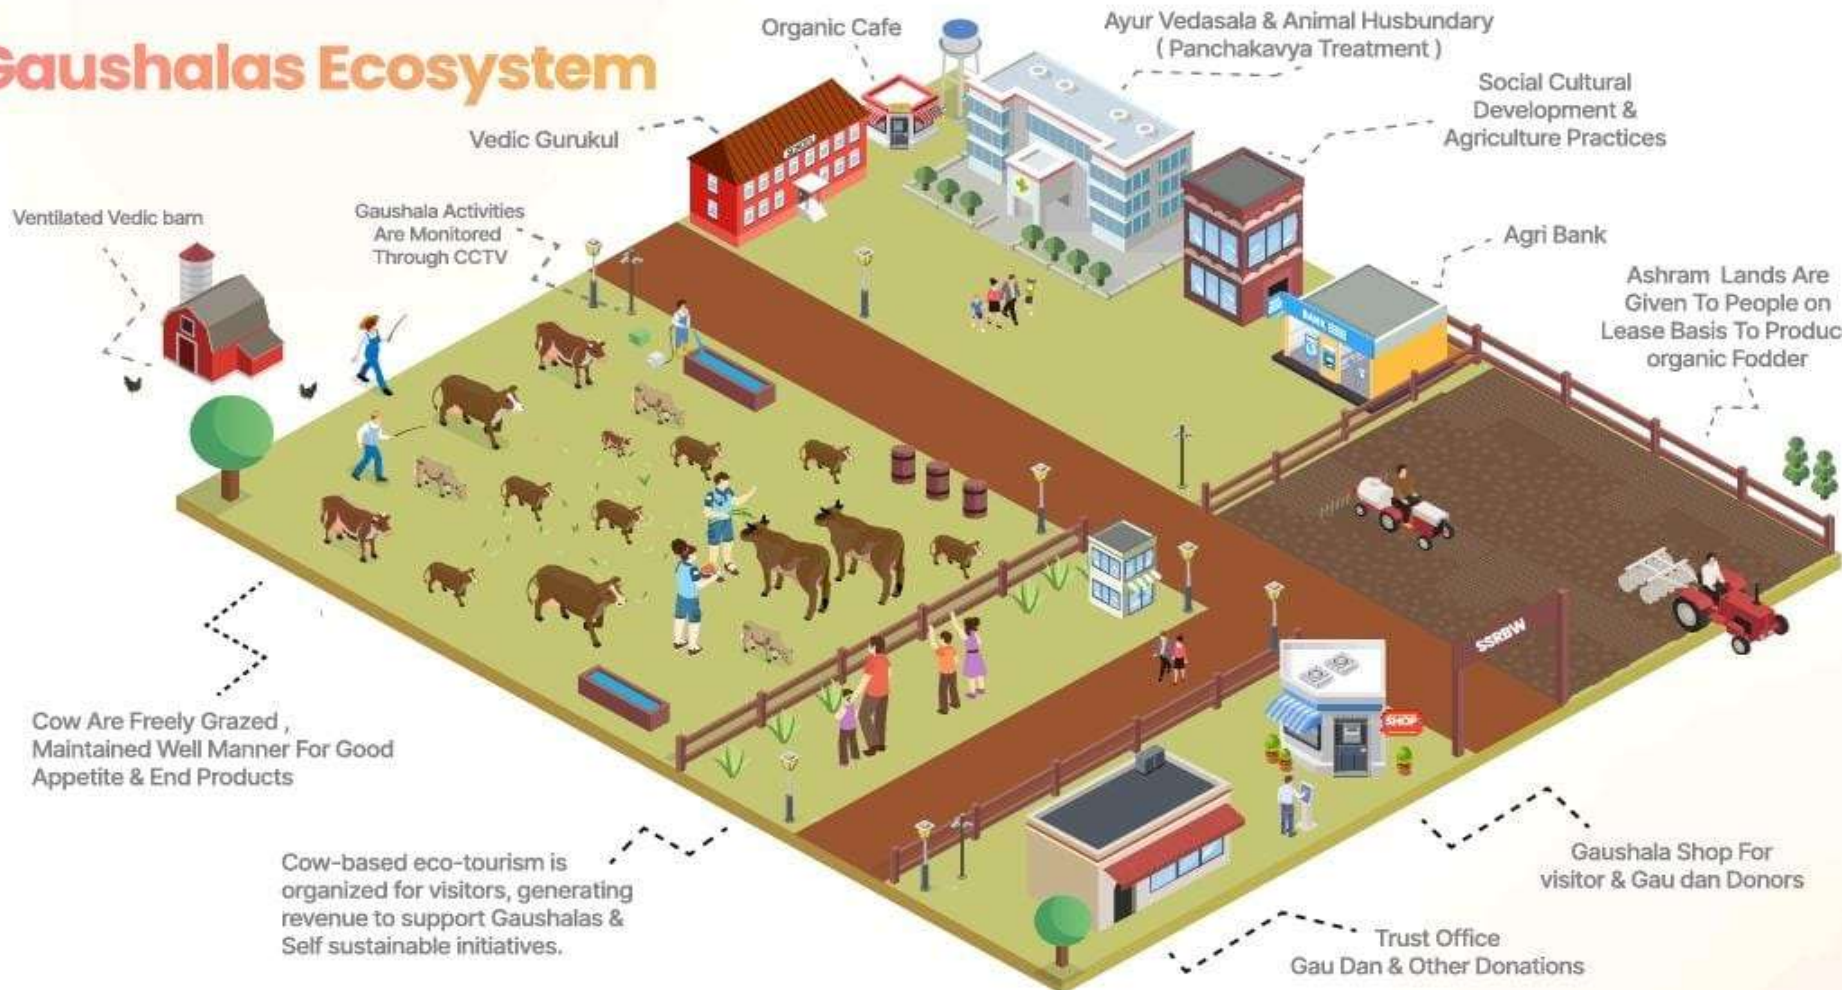 Gaushalas Ecosystem
Organic Cafe
Ayur Vedasala & Animal Husbundary
( Panchakavya Treatment )
Social Cultural
Development &
Agriculture Practices
Vedic Gurukul
SCHOOL
Ventilated Vedic barn
Gaushala Activities
Are Monitored
Through CCTV
Agri Bank
BANK
Ashram Lands Are
Given To People on
Lease Basis To Produc
organic Fodder
SSRBW
SHOP
Cow Are Freely Grazed ,
Maintained Well Manner For Good
Appetite & End Products
Cow-based eco-tourism is
organized for visitors, generating
revenue to support Gaushalas &
Self sustainable initiatives.
Gaushala Shop For
visitor & Gau dan Donors
Trust Office
Gau Dan & Other Donations